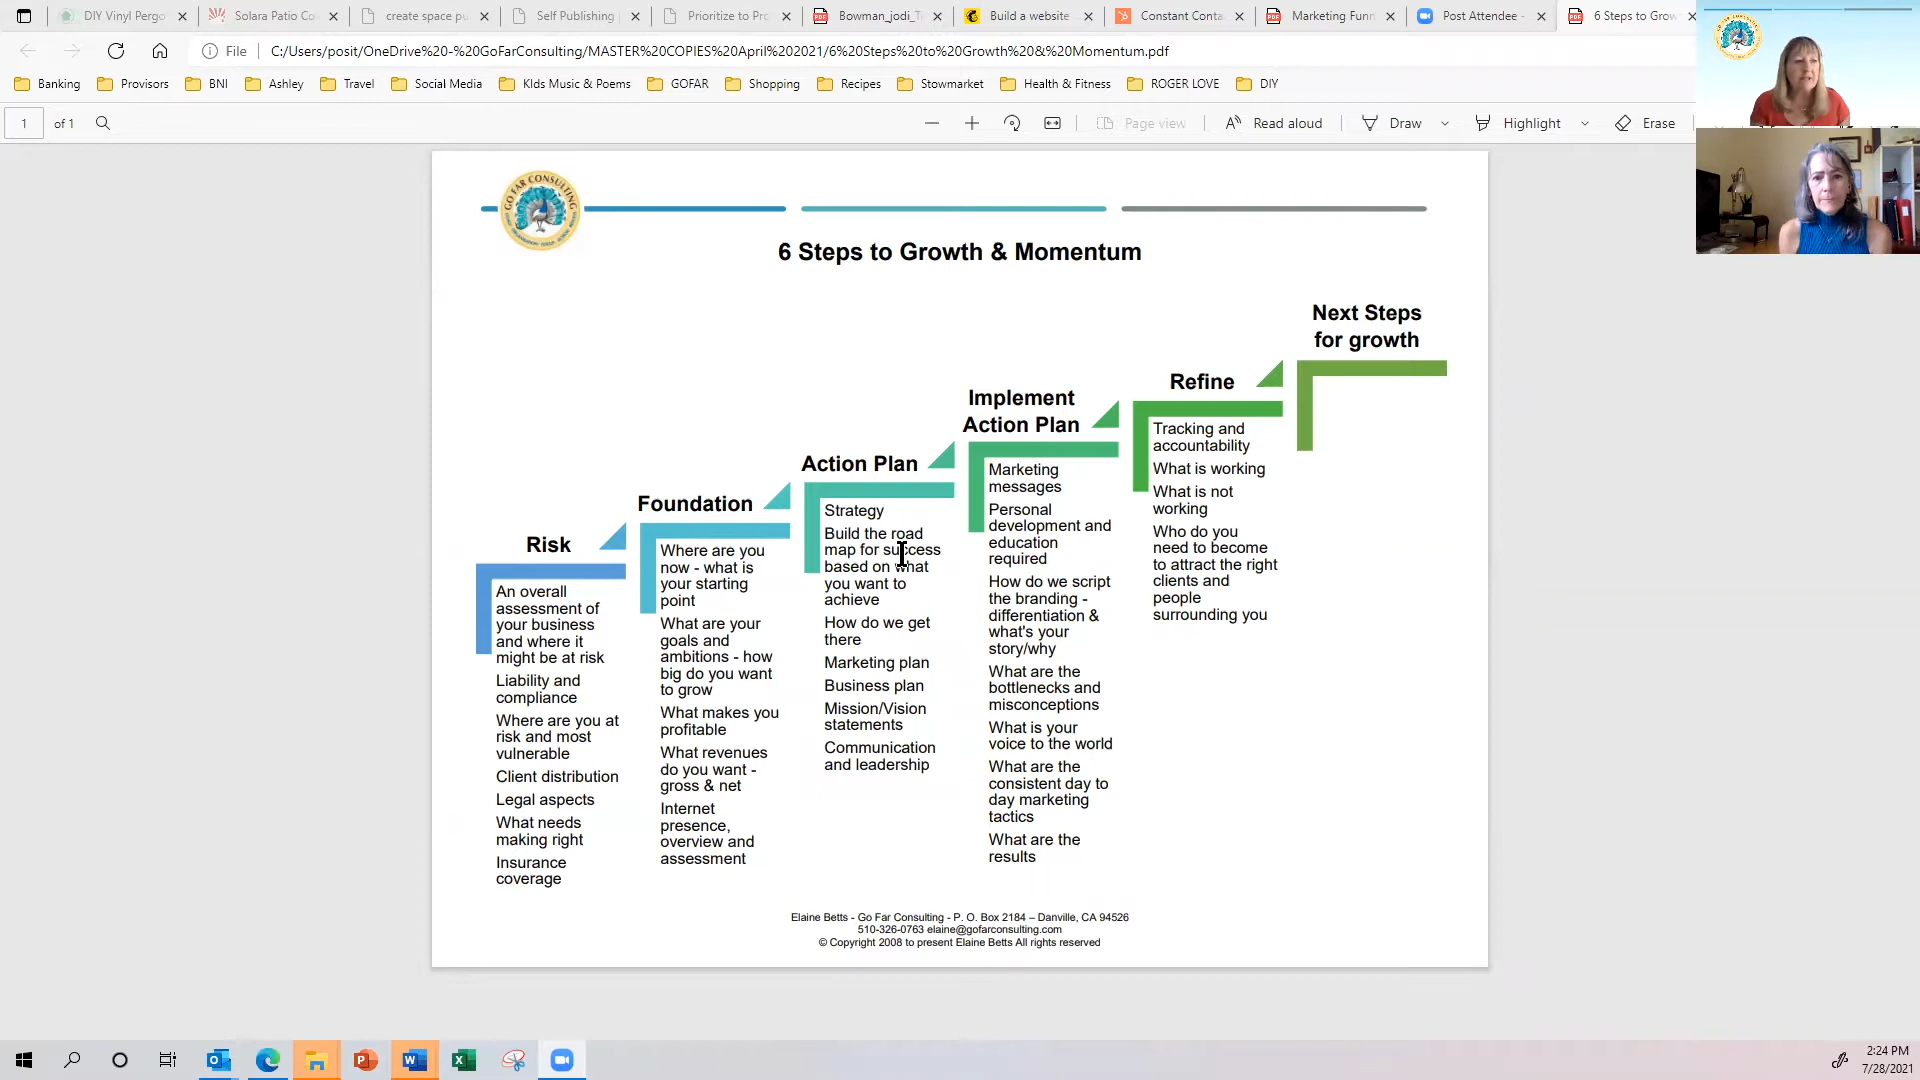 DIY Vinyl Pergo
Solara Patio Co
create space pu
Self Publishing
Prioritize to Pro
Bowman_jodi_T
Build a website
Constant Conta
Marketing Funn
Post Attendee -
6 Steps to Grow
File
C:/Users/posit/OneDrive%20-%20GoFarConsulting/MASTER%20COPIES%20April%202021/6%20Steps%20to%20Growth%20&%20Momentum.pdf
Banking
Provisors
BNI
Ashley
Travel
Social Media
KIds Music & Poems
GOFAR
Shopping
Recipes
Stowmarket
Health & Fitness
ROGER LOVE
DIY
1
of 1
Page view
Read aloud
Draw
Highlight
Erase
GO FAR CONSULTING
6 Steps to Growth & Momentum
Risk
An overall
assessment of
your business
and where it
might be at risk
Liability and
compliance
Where are you at
risk and most
vulnerable
Client distribution
Legal aspects
What needs
making right
Insurance
coverage
Foundation
Where are you
now - what is
your starting
point
What are your
goals and
ambitions - how
big do you want
to grow
What makes you
profitable
What revenues
do you want -
gross & net
Internet
presence,
overview and
assessment
Action Plan
Strategy
Build the road
map for success
based on what
you want to
achieve
How do we get
there
Marketing plan
Business plan
Mission/Vision
statements
Communication
and leadership
Implement
Action Plan
Marketing
messages
Personal
development and
education
required
How do we script
the branding -
differentiation &
what's your
story/why
What are the
bottlenecks and
misconceptions
What is your
voice to the world
What are the
consistent day to
day marketing
tactics
What are the
results
Refine
Tracking and
accountability
What is working
What is not
working
Who do you
need to become
to attract the right
clients and
people
surrounding you
Next Steps
for growth
Elaine Betts - Go Far Consulting - P. O. Box 2184 – Danville, CA 94526
510-326-0763 elaine@gofarconsulting.com
© Copyright 2008 to present Elaine Betts All rights reserved
2:24 PM
7/28/2021